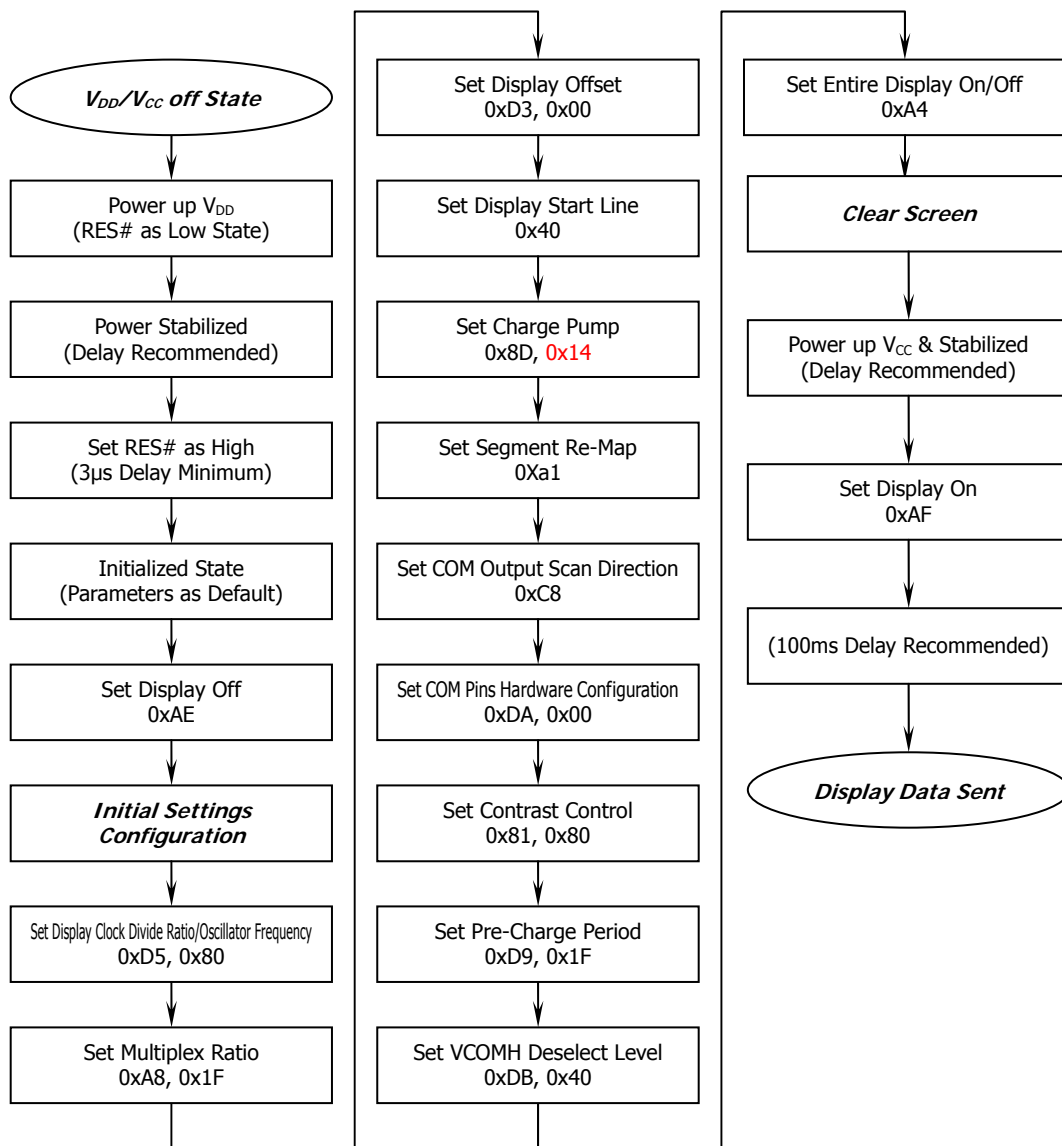 V_DD/V_CC off State
Power up V_DD
(RES# as Low State)
Power Stabilized
(Delay Recommended)
Set RES# as High
(3µs Delay Minimum)
Initialized State
(Parameters as Default)
Set Display Off
0xAE
Initial Settings
Configuration
Set Display Clock Divide Ratio/Oscillator Frequency
0xD5, 0x80
Set Multiplex Ratio
0xA8, 0x1F
Set Display Offset
0xD3, 0x00
Set Display Start Line
0x40
Set Charge Pump
0x8D, 0x14
Set Segment Re-Map
0Xa1
Set COM Output Scan Direction
0xC8
Set COM Pins Hardware Configuration
0xDA, 0x00
Set Contrast Control
0x81, 0x80
Set Pre-Charge Period
0xD9, 0x1F
Set VCOMH Deselect Level
0xDB, 0x40
Set Entire Display On/Off
0xA4
Clear Screen
Power up V_CC & Stabilized
(Delay Recommended)
Set Display On
0xAF
(100ms Delay Recommended)
Display Data Sent